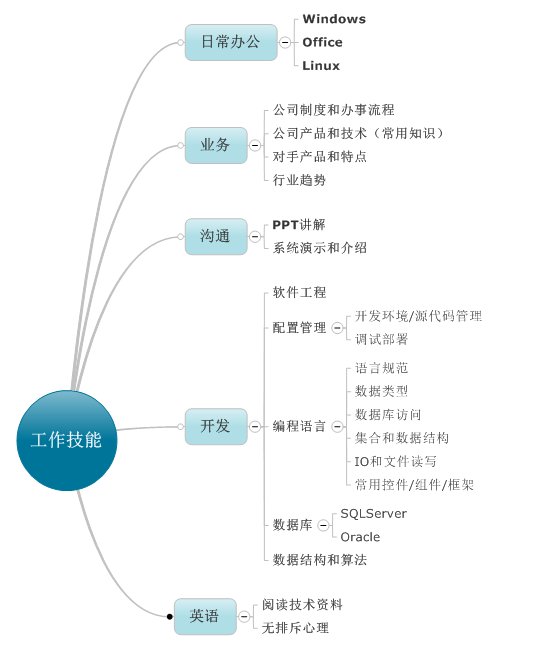 工作技能
日常办公
Windows
Office
Linux
业务
公司制度和办事流程
公司产品和技术（常用知识）
对手产品和特点
行业趋势
沟通
PPT讲解
系统演示和介绍
开发
软件工程
配置管理
开发环境/源代码管理
调试部署
编程语言
语言规范
数据类型
数据库访问
集合和数据结构
IO和文件读写
常用控件/组件/框架
数据库
SQLServer
Oracle
数据结构和算法
英语
阅读技术资料
无排斥心理